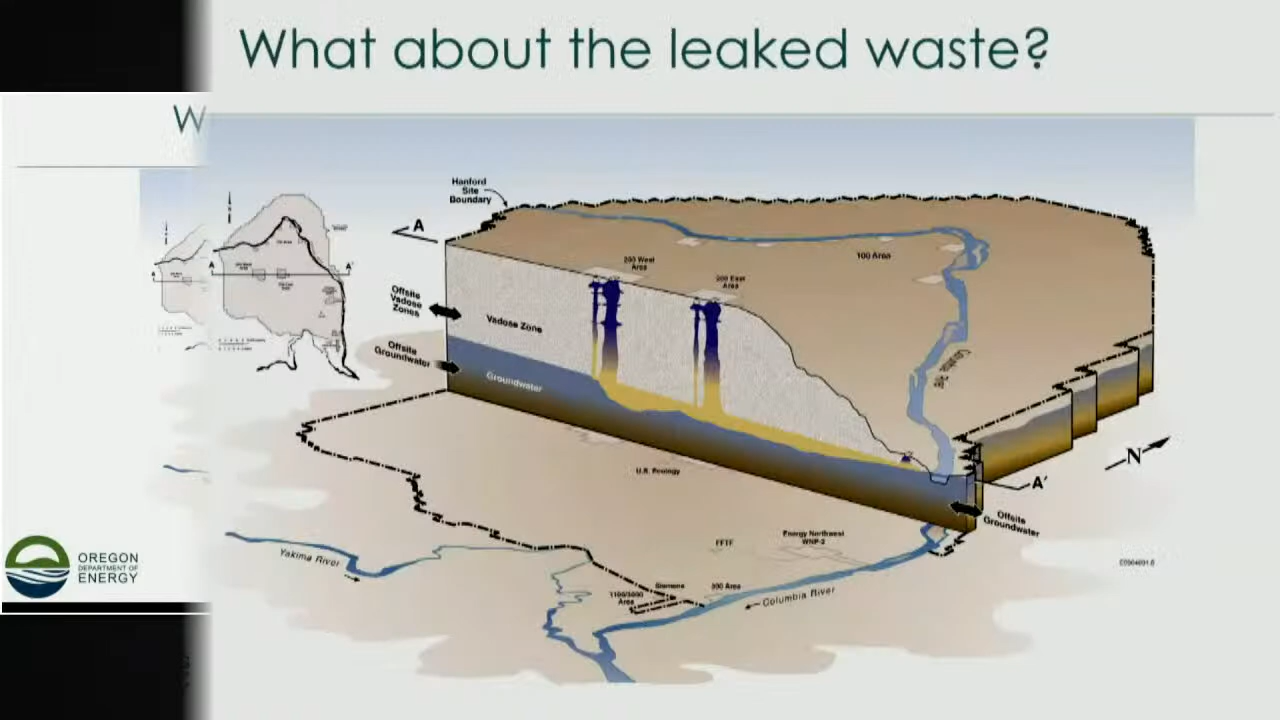 What about the leaked waste?
W
Hanford
Site
Boundary
A
200 West
Area
200 East
Area
100 Area
Offsite
Vadose
Zones
Vadose Zone
Offsite
Groundwater
Groundwater
Columbia River
U.S. Ecology
N
A'
Offsite
Groundwater
Energy Northwest
WNP-2
FFTF
Yakima River
Siemens
300 Area
1100/3000
Area
Columbia River
A
A'
A
OREGON
DEPARTMENT OF
ENERGY